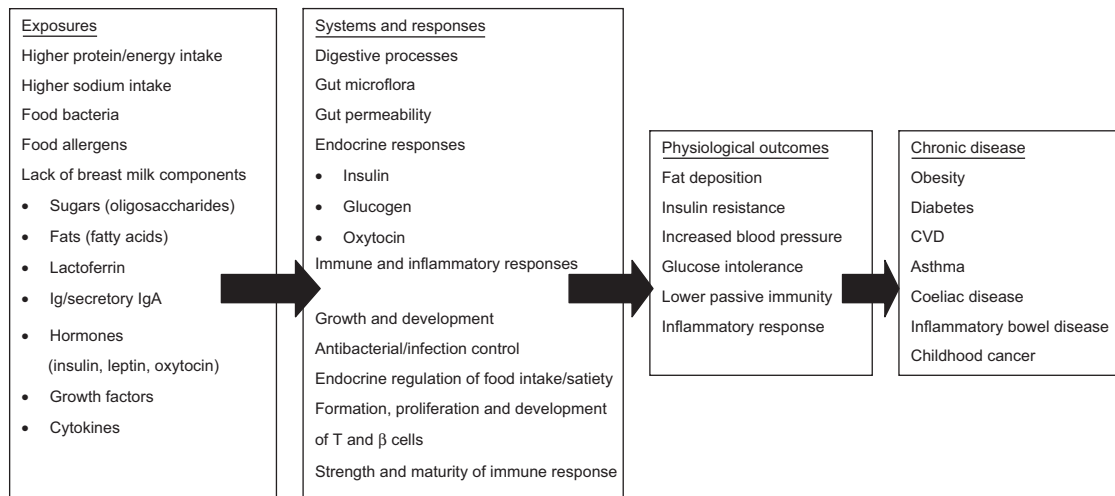 Exposures
Higher protein/energy intake
Higher sodium intake
Food bacteria
Food allergens
Lack of breast milk components
• Sugars (oligosaccharides)
• Fats (fatty acids)
• Lactoferrin
• Ig/secretory IgA
• Hormones
(insulin, leptin, oxytocin)
• Growth factors
• Cytokines
Systems and responses
Digestive processes
Gut microflora
Gut permeability
Endocrine responses
• Insulin
• Glucogen
• Oxytocin
Immune and inflammatory responses
Growth and development
Antibacterial/infection control
Endocrine regulation of food intake/satiety
Formation, proliferation and development
of T and β cells
Strength and maturity of immune response
Physiological outcomes
Fat deposition
Insulin resistance
Increased blood pressure
Glucose intolerance
Lower passive immunity
Inflammatory response
Chronic disease
Obesity
Diabetes
CVD
Asthma
Coeliac disease
Inflammatory bowel disease
Childhood cancer